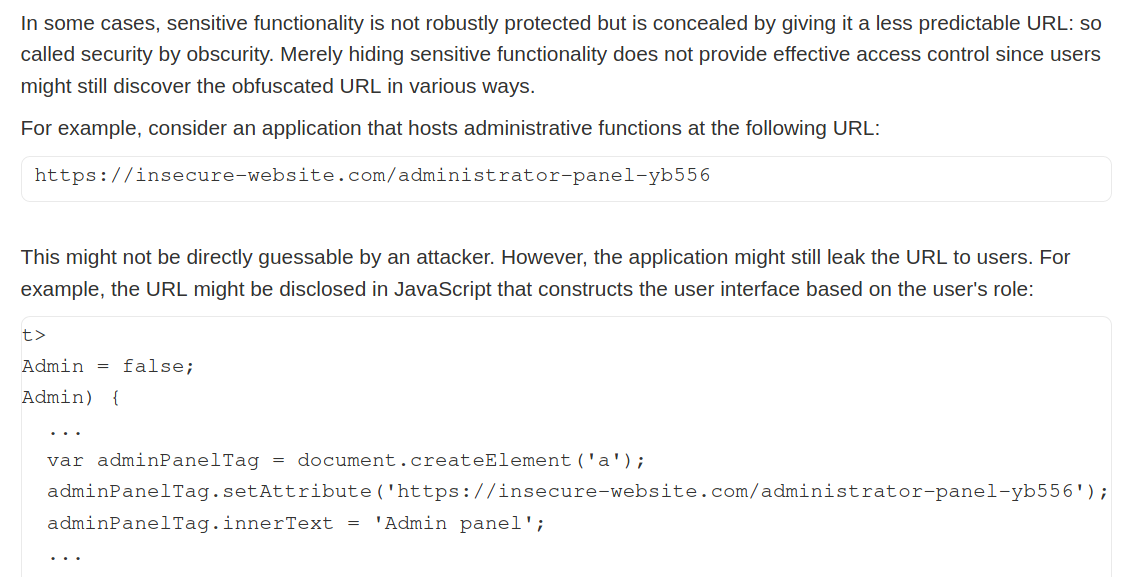 In some cases, sensitive functionality is not robustly protected but is concealed by giving it a less predictable URL: so
called security by obscurity. Merely hiding sensitive functionality does not provide effective access control since users
might still discover the obfuscated URL in various ways.
For example, consider an application that hosts administrative functions at the following URL:
https://insecure-website.com/administrator-panel-yb556
This might not be directly guessable by an attacker. However, the application might still leak the URL to users. For
example, the URL might be disclosed in JavaScript that constructs the user interface based on the user's role:
t>
Admin = false;
Admin) {
...
var adminPanelTag = document.createElement('a');
adminPanelTag.setAttribute('https://insecure-website.com/administrator-panel-yb556');
adminPanelTag.innerText = 'Admin panel';
...